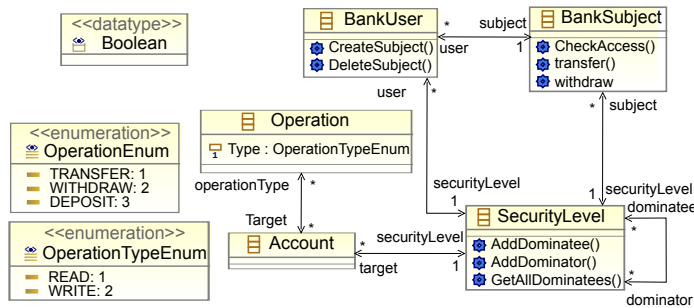 <<datatype>>
Boolean
BankUser
CreateSubject()
DeleteSubject()
*
user
subject
1
BankSubject
CheckAccess()
transfer()
withdraw
user
*
*
subject
Operation
1
Type : OperationTypeEnum
<<enumeration>>
OperationEnum
TRANSFER: 1
WITHDRAW: 2
DEPOSIT: 3
operationType
*
securityLevel
1
1
securityLevel
dominatee
Target
*
<<enumeration>>
OperationTypeEnum
READ: 1
WRITE: 2
Account
*
target
securityLevel
1
SecurityLevel
AddDominatee()
AddDominator()
GetAllDominatees()
*
*
dominator